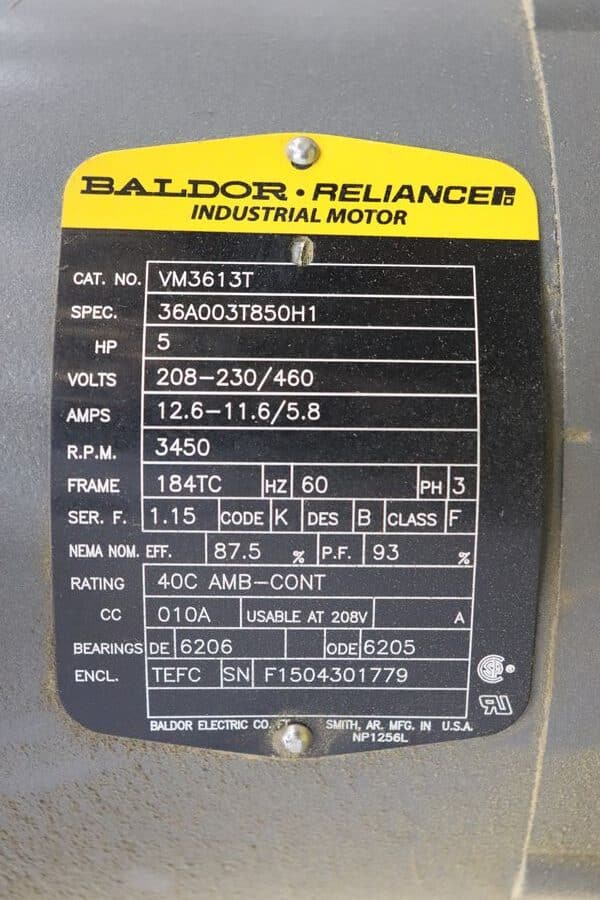 BALDOR • RELIANCE
INDUSTRIAL MOTOR
CAT. NO. VM3613T
SPEC. 36A003T850H1
HP 5
VOLTS 208-230/460
AMPS 12.6-11.6/5.8
R.P.M. 3450
FRAME 184TC HZ 60 PH 3
SER. F. 1.15 CODE K DES B CLASS F
NEMA NOM. EFF. 87.5 % P.F. 93 %
RATING 40C AMB-CONT
CC 010A USABLE AT 208V A
BEARINGS DE 6206 ODE 6205
ENCL. TEFC SN F1504301779
BALDOR ELECTRIC CO. FT. SMITH, AR. MFG. IN U.S.A.
NP1256L